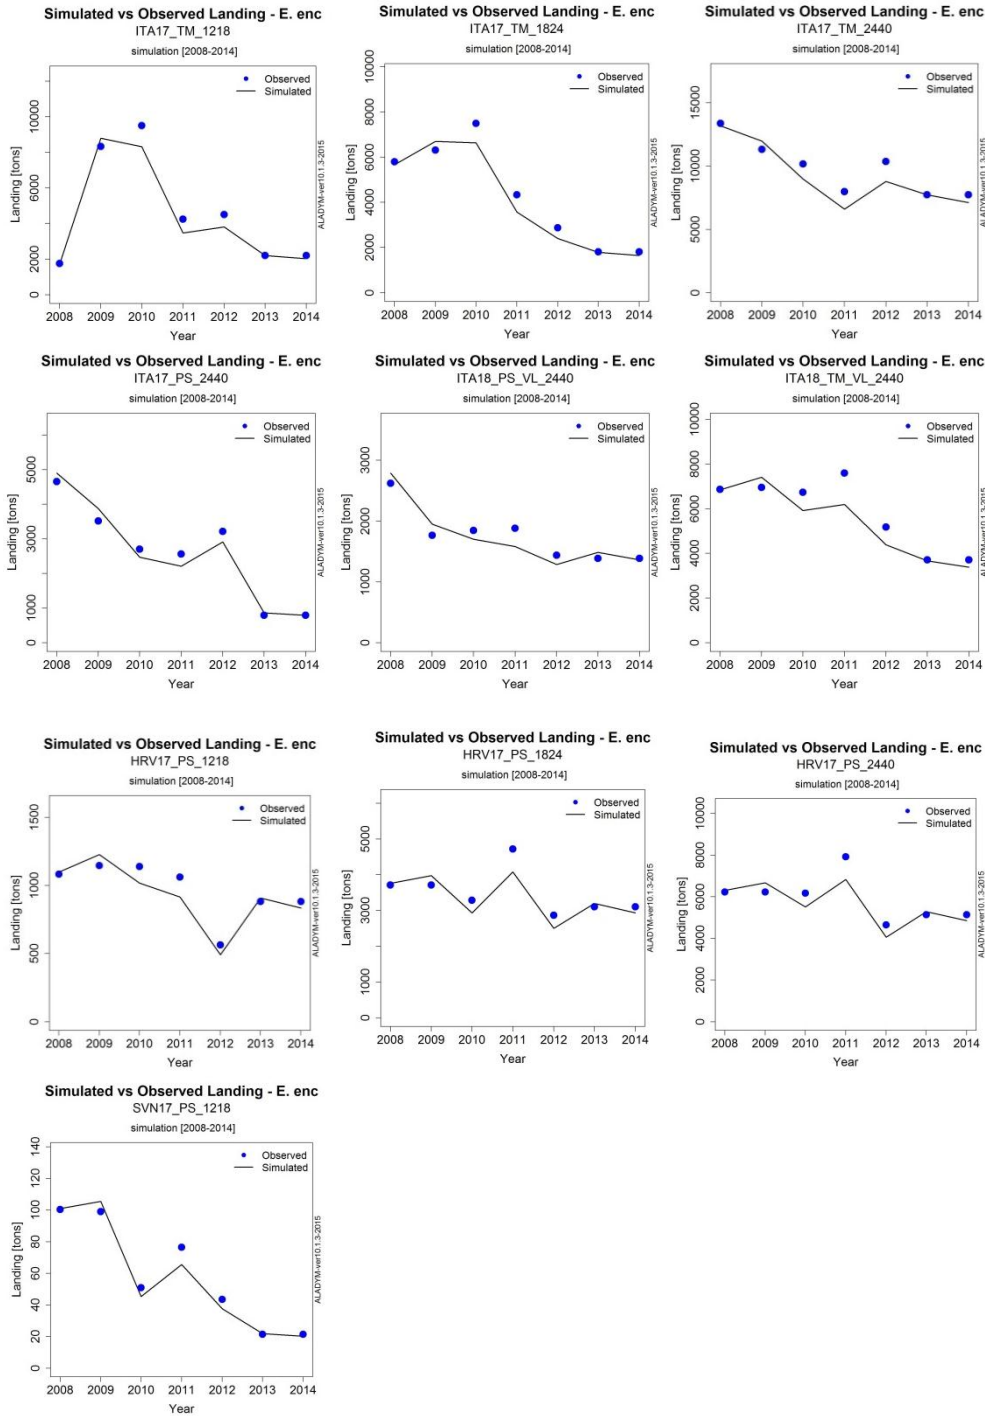 Simulated vs Observed Landing - E. enc
ITA17_TM_1218
simulation [2008-2014]
Observed
Simulated
Landing [tons]
0 2000 6000 10000
2008 2009 2010 2011 2012 2013 2014
Year
ALADYM-ver10.1.3-2015
Simulated vs Observed Landing - E. enc
ITA17_TM_1824
simulation [2008-2014]
Observed
Simulated
Landing [tons]
0 2000 4000 6000 8000 10000
2008 2009 2010 2011 2012 2013 2014
Year
ALADYM-ver10.1.3-2015
Simulated vs Observed Landing - E. enc
ITA17_TM_2440
simulation [2008-2014]
Observed
Simulated
Landing [tons]
0 5000 10000 15000
2008 2009 2010 2011 2012 2013 2014
Year
Simulated vs Observed Landing - E. enc
ITA17_PS_2440
simulation [2008-2014]
Observed
Simulated
Landing [tons]
0 1000 3000 5000
2008 2009 2010 2011 2012 2013 2014
Year
ALADYM-ver10.1.3-2015
Simulated vs Observed Landing - E. enc
ITA18_PS_VL_2440
simulation [2008-2014]
Observed
Simulated
Landing [tons]
0 1000 2000 3000
2008 2009 2010 2011 2012 2013 2014
Year
ALADYM-ver10.1.3-2015
Simulated vs Observed Landing - E. enc
ITA18_TM_VL_2440
simulation [2008-2014]
Observed
Simulated
Landing [tons]
0 2000 4000 6000 8000 10000
2008 2009 2010 2011 2012 2013 2014
Year
Simulated vs Observed Landing - E. enc
HRV17_PS_1218
simulation [2008-2014]
Observed
Simulated
Landing [tons]
0 500 1000 1500
2008 2009 2010 2011 2012 2013 2014
Year
ALADYM-ver10.1.3-2015
Simulated vs Observed Landing - E. enc
HRV17_PS_1824
simulation [2008-2014]
Observed
Simulated
Landing [tons]
0 1000 3000 5000
2008 2009 2010 2011 2012 2013 2014
Year
ALADYM-ver10.1.3-2015
Simulated vs Observed Landing - E. enc
HRV17_PS_2440
simulation [2008-2014]
Observed
Simulated
Landing [tons]
0 2000 4000 6000 8000 10000
2008 2009 2010 2011 2012 2013 2014
Year
ALADYM-ver10.1.3-2015
Simulated vs Observed Landing - E. enc
SVN17_PS_1218
simulation [2008-2014]
Observed
Simulated
Landing [tons]
0 20 40 60 80 100 120 140
2008 2009 2010 2011 2012 2013 2014
Year
ALADYM-ver10.1.3-2015